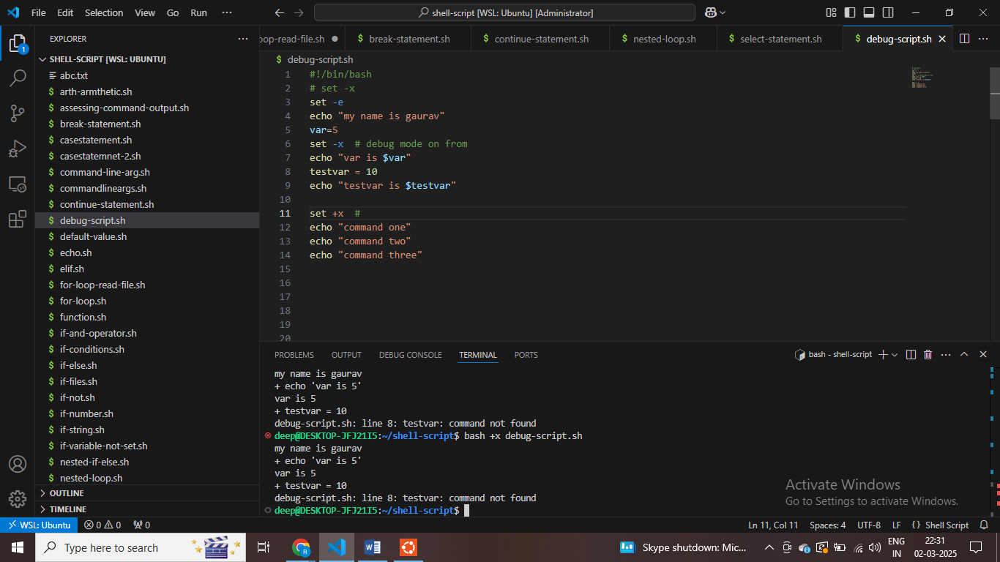 File Edit Selection View Go Run ···
shell-script [WSL: Ubuntu] [Administrator]
EXPLORER ···
SHELL-SCRIPT [WSL: UBUNTU]
abc.txt
arth-armthetic.sh
assessing-command-output.sh
break-statement.sh
casestatement.sh
casestatemnet-2.sh
command-line-arg.sh
commandlineargs.sh
continue-statement.sh
debug-script.sh
default-value.sh
echo.sh
elif.sh
for-loop-read-file.sh
for-loop.sh
function.sh
if-and-operator.sh
if-conditions.sh
if-else.sh
if-files.sh
if-not.sh
if-number.sh
if-string.sh
if-variable-not-set.sh
nested-if-else.sh
nested-loop.sh
OUTLINE
TIMELINE
1
oop-read-file.sh break-statement.sh continue-statement.sh nested-loop.sh select-statement.sh debug-script.sh ···
debug-script.sh
1 #!/bin/bash
2 # set -x
3 set -e
4 echo "my name is gaurav"
5 var=5
6 set -x  # debug mode on from
7 echo "var is $var"
8 testvar = 10
9 echo "testvar is $testvar"
10
11 set +x  #
12 echo "command one"
13 echo "command two"
14 echo "command three"
15
16
17
18
19
20
PROBLEMS OUTPUT DEBUG CONSOLE TERMINAL PORTS
bash - shell-script ···
my name is gaurav
+ echo 'var is 5'
var is 5
+ testvar = 10
debug-script.sh: line 8: testvar: command not found
deep@DESKTOP-JFJ21I5:~/shell-script$ bash +x debug-script.sh
my name is gaurav
+ echo 'var is 5'
var is 5
+ testvar = 10
debug-script.sh: line 8: testvar: command not found
deep@DESKTOP-JFJ21I5:~/shell-script$
Activate Windows
Go to Settings to activate Windows.
WSL: Ubuntu 0 0 0 Ln 11, Col 11 Spaces: 4 UTF-8 LF {} Shell Script
Type here to search
Skype shutdown: Mic...
ENG
IN
22:31
02-03-2025